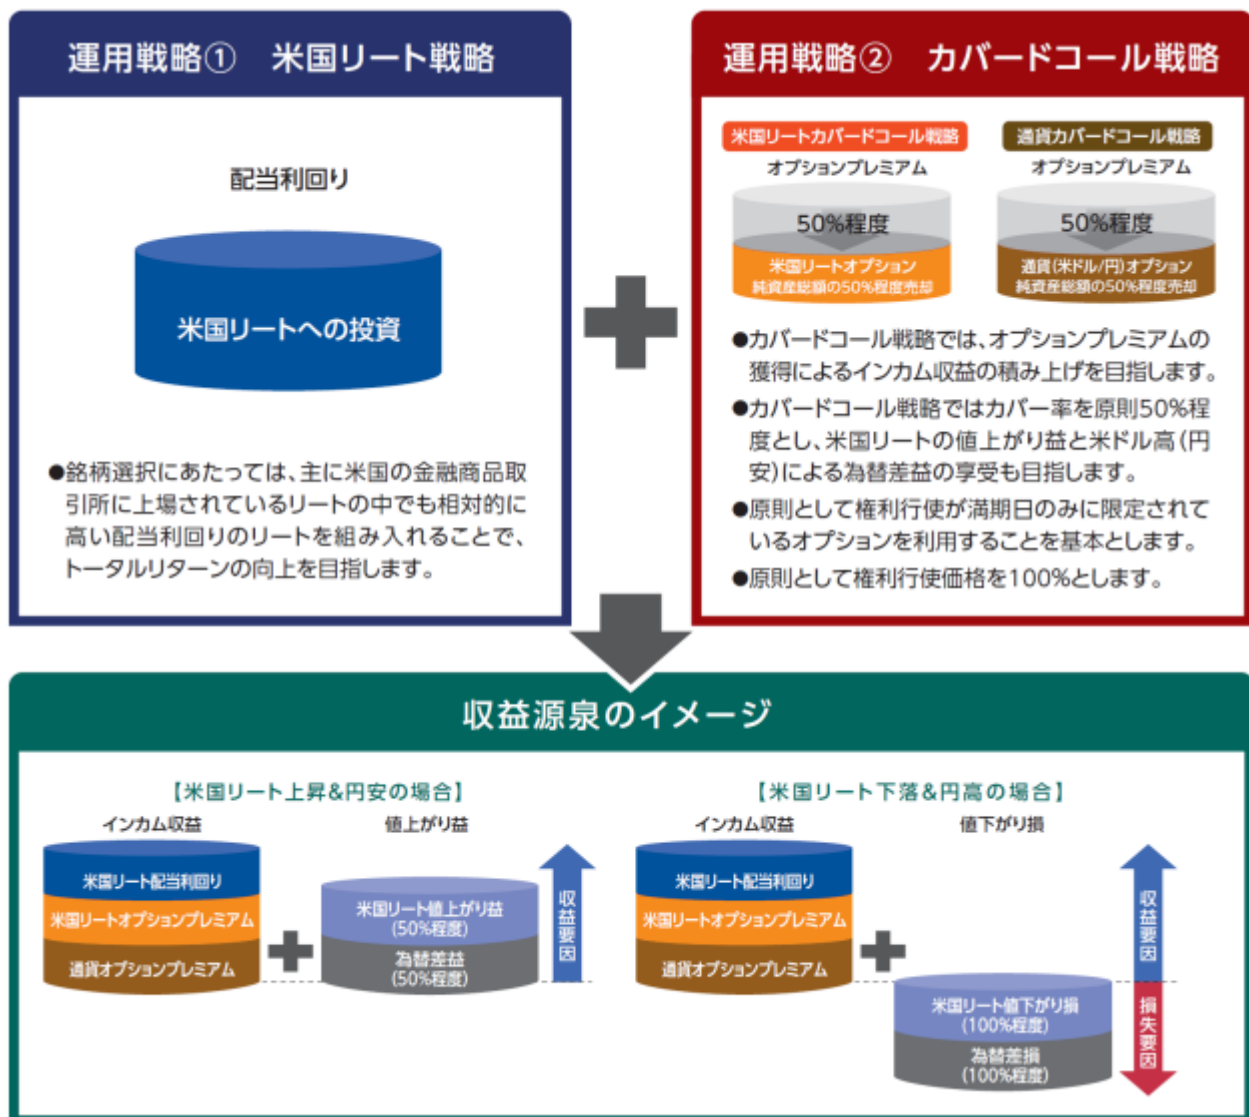 運用戦略① 米国リート戦略
配当利回り
米国リートへの投資
●銘柄選択にあたっては、主に米国の金融商品取
引所に上場されているリートの中でも相対的に
高い配当利回りのリートを組み入れることで、
トータルリターンの向上を目指します。
運用戦略② カバードコール戦略
米国リートカバードコール戦略
オプションプレミアム
50%程度
米国リートオプション
純資産総額の50%程度売却
通貨カバードコール戦略
オプションプレミアム
50%程度
通貨(米ドル/円)オプション
純資産総額の50%程度売却
●カバードコール戦略では、オプションプレミアムの
獲得によるインカム収益の積み上げを目指します。
●カバードコール戦略ではカバー率を原則50%程
度とし、米国リートの値上がり益と米ドル高(円
安)による為替差益の享受も目指します。
●原則として権利行使が満期日のみに限定されて
いるオプションを利用することを基本とします。
●原則として権利行使価格を100%とします。
収益源泉のイメージ
【米国リート上昇&円安の場合】
インカム収益
米国リート配当利回り
米国リートオプションプレミアム
通貨オプションプレミアム
値上がり益
米国リート値上がり益
(50%程度)
為替差益
(50%程度)
収益要因
【米国リート下落&円高の場合】
インカム収益
米国リート配当利回り
米国リートオプションプレミアム
通貨オプションプレミアム
値下がり損
米国リート値下がり損
(100%程度)
為替差損
(100%程度)
収益要因
損失要因